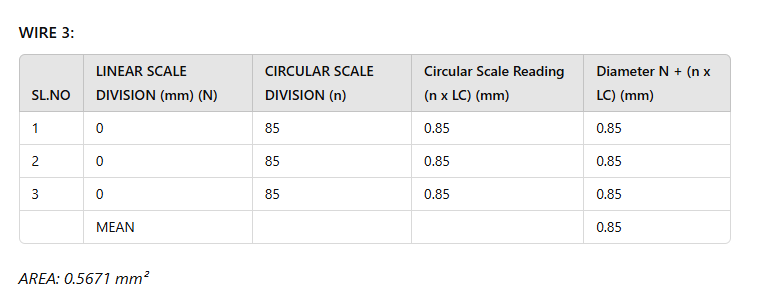 WIRE 3:
SL.NO LINEAR SCALE DIVISION (mm) (N) CIRCULAR SCALE DIVISION (n) Circular Scale Reading (n x LC) (mm) Diameter N + (n x LC) (mm)
1 0 85 0.85 0.85
2 0 85 0.85 0.85
3 0 85 0.85 0.85
MEAN 0.85
AREA: 0.5671 mm²